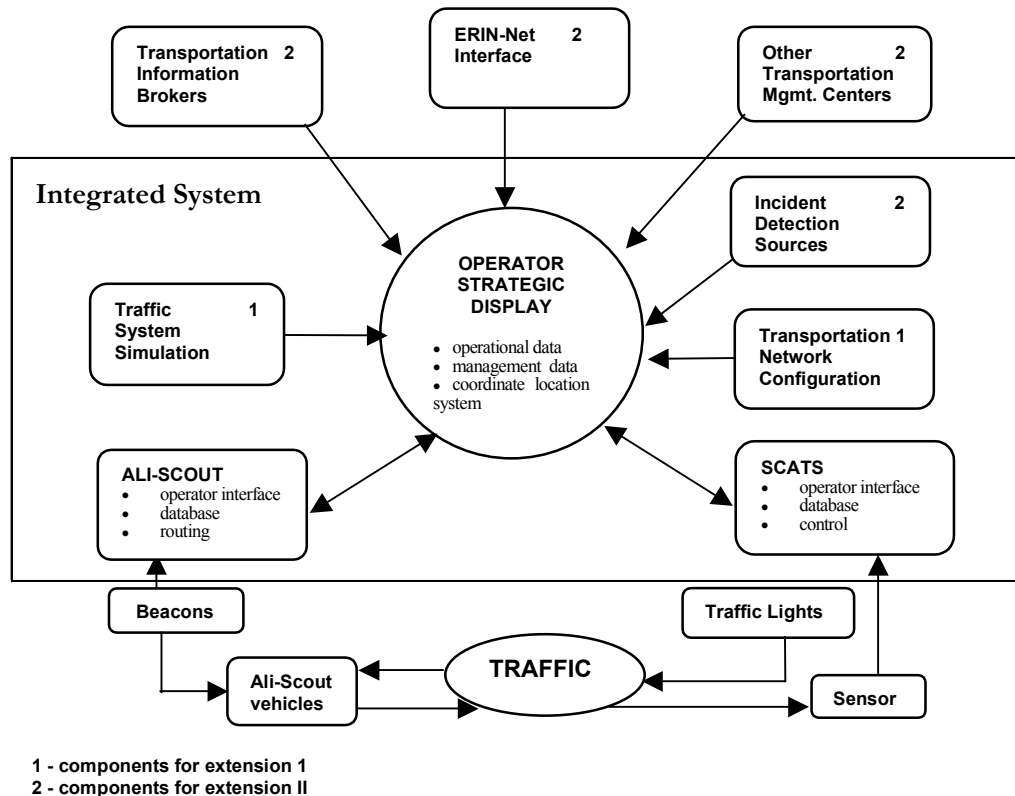 Transportation 2
Information
Brokers
ERIN-Net 2
Interface
Other 2
Transportation
Mgmt. Centers
Integrated System
Incident 2
Detection
Sources
OPERATOR
STRATEGIC
DISPLAY
• operational data
• management data
• coordinate location
system
Traffic 1
System
Simulation
Transportation 1
Network
Configuration
ALI-SCOUT
• operator interface
• database
• routing
SCATS
• operator interface
• database
• control
Beacons
Traffic Lights
TRAFFIC
Ali-Scout
vehicles
Sensor
1 - components for extension 1
2 - components for extension II